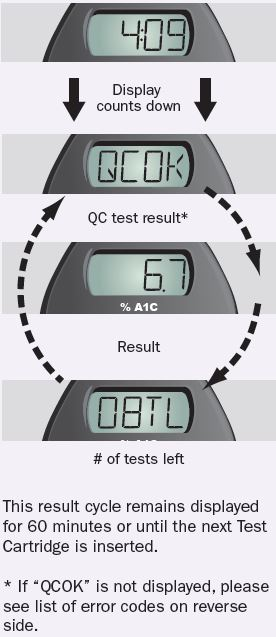 4:09
Display
counts down
QCOK
QC test result*
6.7
% A1C
Result
08TL
# of tests left
This result cycle remains displayed
for 60 minutes or until the next Test
Cartridge is inserted.
* If “QCOK” is not displayed, please
see list of error codes on reverse
side.